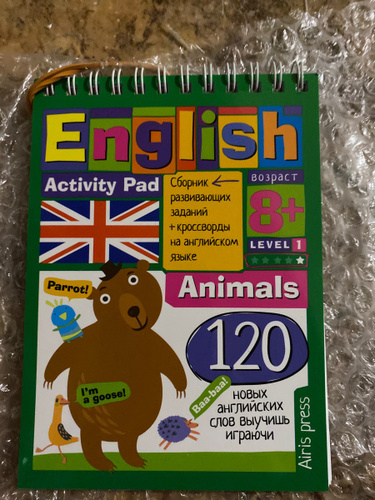 English
Activity Pad
Сборник
развивающих
заданий
+ кроссворды
на английском
языке
возраст
8+
LEVEL 1
Animals
Parrot!
I'm
a goose!
Baa-baa!
120
новых
английских
слов выучишь
играючи
Airis press